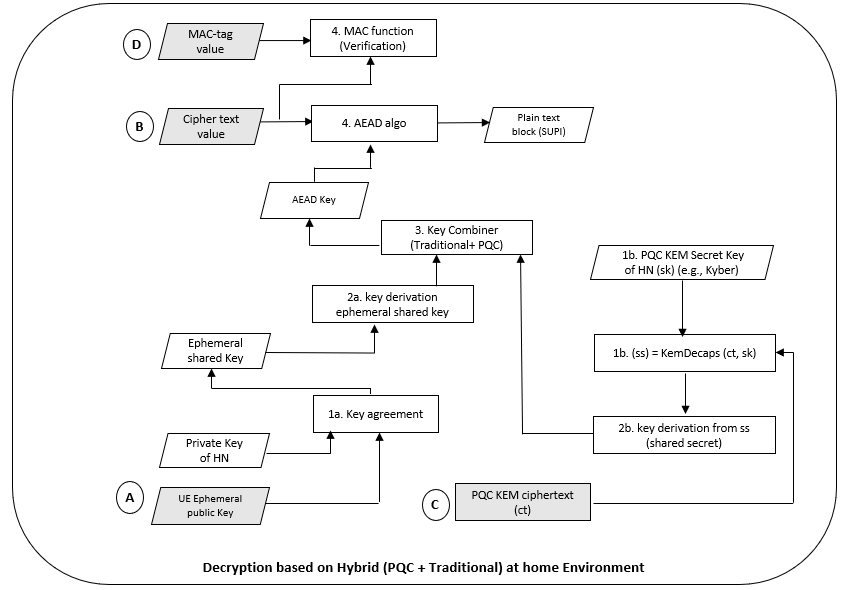 D
MAC-tag
value
4. MAC function
(Verification)
B
Cipher text
value
4. AEAD algo
Plain text
block (SUPI)
AEAD Key
3. Key Combiner
(Traditional+ PQC)
1b. PQC KEM Secret Key
of HN (sk) (e.g., Kyber)
2a. key derivation
ephemeral shared key
Ephemeral
shared Key
1b. (ss) = KemDecaps (ct, sk)
1a. Key agreement
2b. key derivation from ss
(shared secret)
Private Key
of HN
A
UE Ephemeral
public Key
C
PQC KEM ciphertext
(ct)
Decryption based on Hybrid (PQC + Traditional) at home Environment